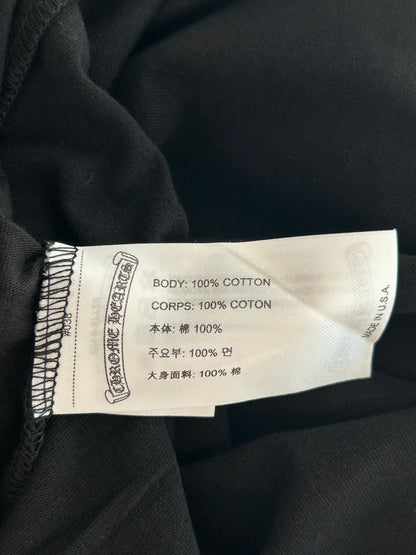 CHROME HEARTS
BODY: 100% COTTON
CORPS: 100% COTON
本体: 棉 100%
주요부: 100% 면
大身面料: 100% 棉
MADE IN U.S.A.
#038